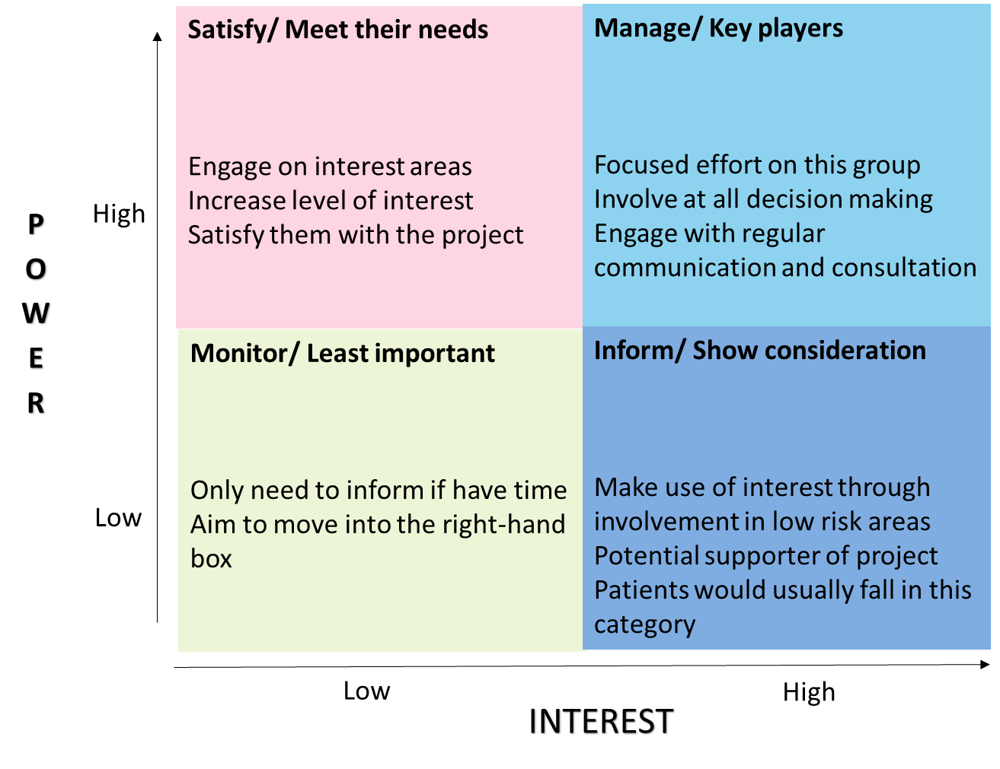 Satisfy/ Meet their needs
Engage on interest areas
Increase level of interest
Satisfy them with the project
Manage/ Key players
Focused effort on this group
Involve at all decision making
Engage with regular
communication and consultation
P
O
W
E
R
High
Low
Monitor/ Least important
Only need to inform if have time
Aim to move into the right-hand
box
Inform/ Show consideration
Make use of interest through
involvement in low risk areas
Potential supporter of project
Patients would usually fall in this
category
Low
High
INTEREST